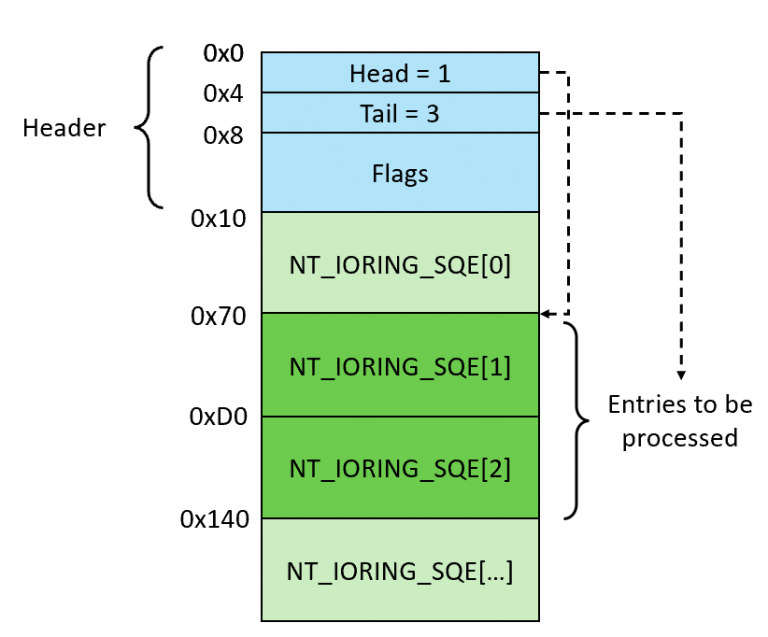 0x0
Head = 1
0x4
Header
Tail = 3
0x8
Flags
0x10
NT_IORING_SQE[0]
0x70
NT_IORING_SQE[1]
0xD0
Entries to be
processed
NT_IORING_SQE[2]
0x140
NT_IORING_SQE[...]